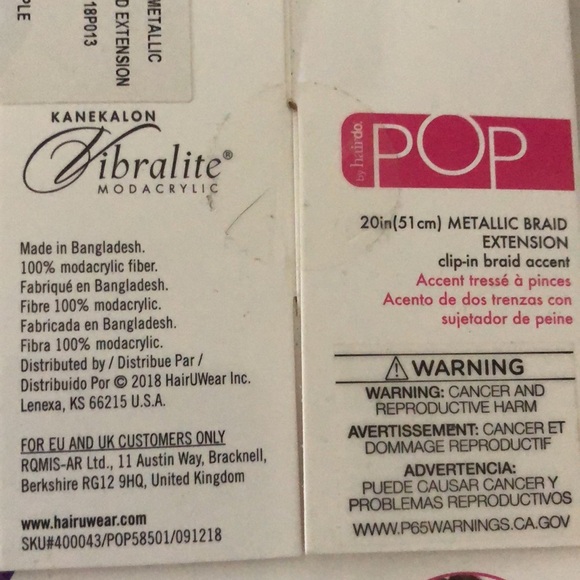 METALLIC
D EXTENSION
18P013
PLE
KANEKALON
Vibralite®
MODACRYLIC
Made in Bangladesh.
100% modacrylic fiber.
Fabriqué en Bangladesh.
Fibre 100% modacrylic.
Fabricada en Bangladesh.
Fibra 100% modacrylic.
Distributed by / Distribue Par /
Distribuido Por © 2018 HairUWear Inc.
Lenexa, KS 66215 U.S.A.
FOR EU AND UK CUSTOMERS ONLY
RQMIS-AR Ltd., 11 Austin Way, Bracknell,
Berkshire RG12 9HQ, United Kingdom
www.hairuwear.com
SKU#400043/POP58501/091218
by hairdo.
POP
20in(51cm) METALLIC BRAID
EXTENSION
clip-in braid accent
Accent tressé à pinces
Acento de dos trenzas con
sujetador de peine
⚠ WARNING
WARNING: CANCER AND
REPRODUCTIVE HARM
AVERTISSEMENT: CANCER ET
DOMMAGE REPRODUCTIF
ADVERTENCIA:
PUEDE CAUSAR CANCER Y
PROBLEMAS REPRODUCTIVOS
WWW.P65WARNINGS.CA.GOV